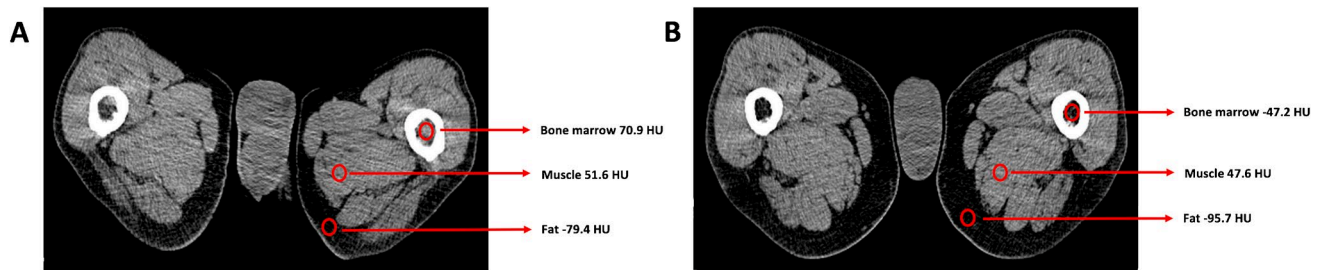 A
Bone marrow 70.9 HU
Muscle 51.6 HU
Fat -79.4 HU
B
Bone marrow -47.2 HU
Muscle 47.6 HU
Fat -95.7 HU